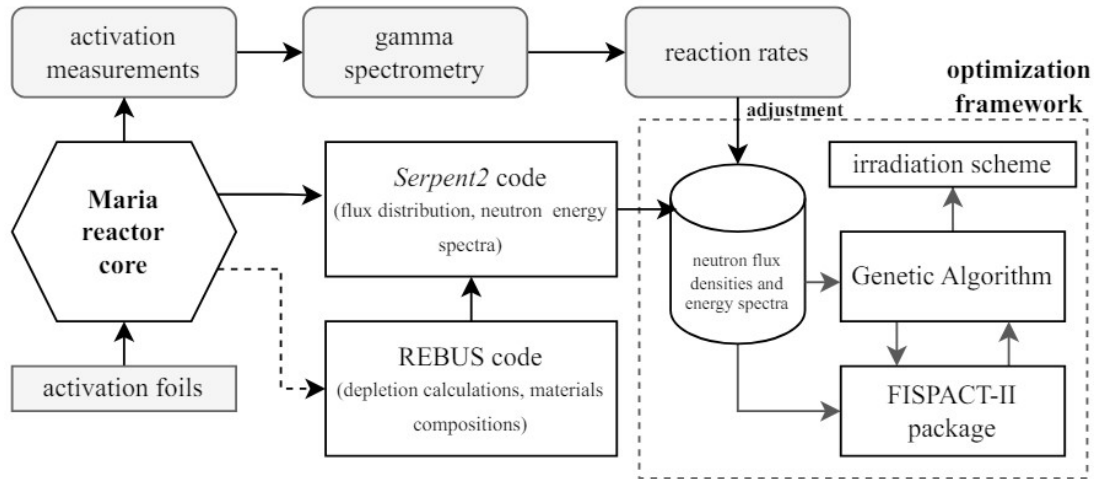 activation
measurements
gamma
spectrometry
reaction rates
optimization
framework
adjustment
irradiation scheme
Maria
reactor
core
Serpent2 code
(flux distribution, neutron energy
spectra)
neutron flux
densities and
energy spectra
Genetic Algorithm
REBUS code
(depletion calculations, materials
compositions)
activation foils
FISPACT-II
package